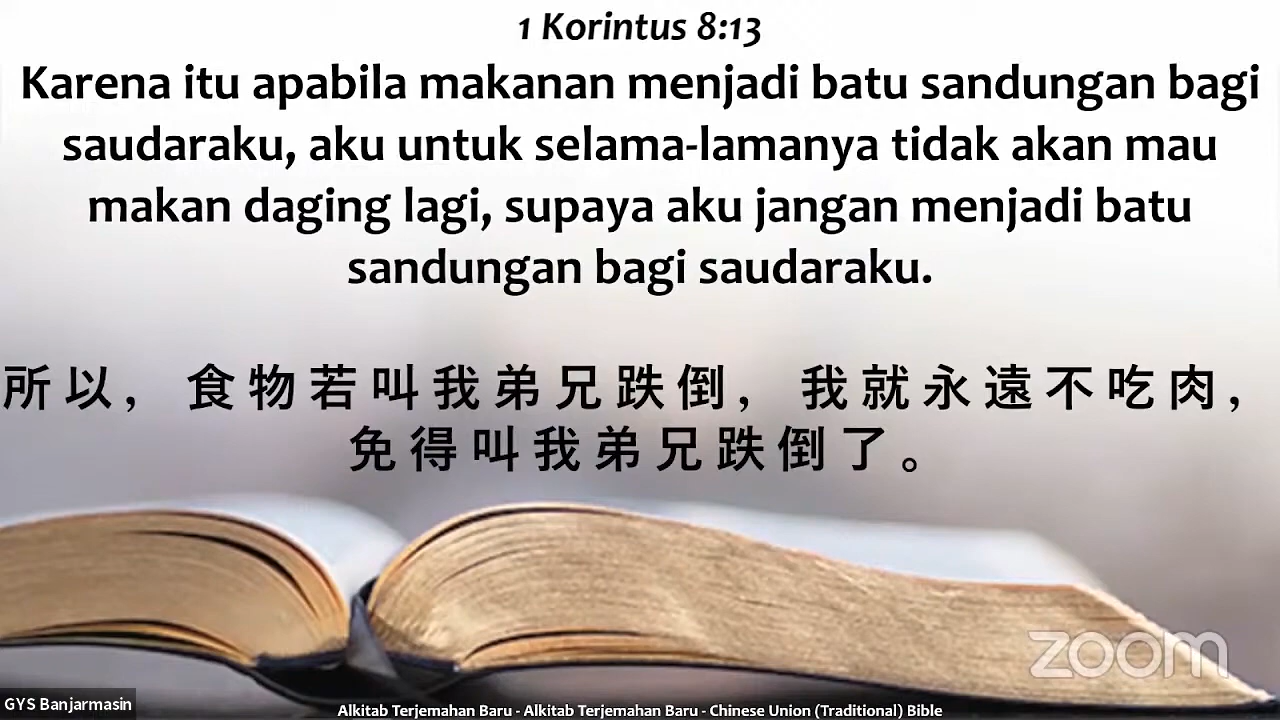 1 Korintus 8:13
Karena itu apabila makanan menjadi batu sandungan bagi
saudaraku, aku untuk selama-lamanya tidak akan mau
makan daging lagi, supaya aku jangan menjadi batu
sandungan bagi saudaraku.
所以，食物若叫我弟兄跌倒，我就永遠不吃肉，
免得叫我弟兄跌倒了。
zoom
GYS Banjarmasin
Alkitab Terjemahan Baru - Alkitab Terjemahan Baru - Chinese Union (Traditional) Bible